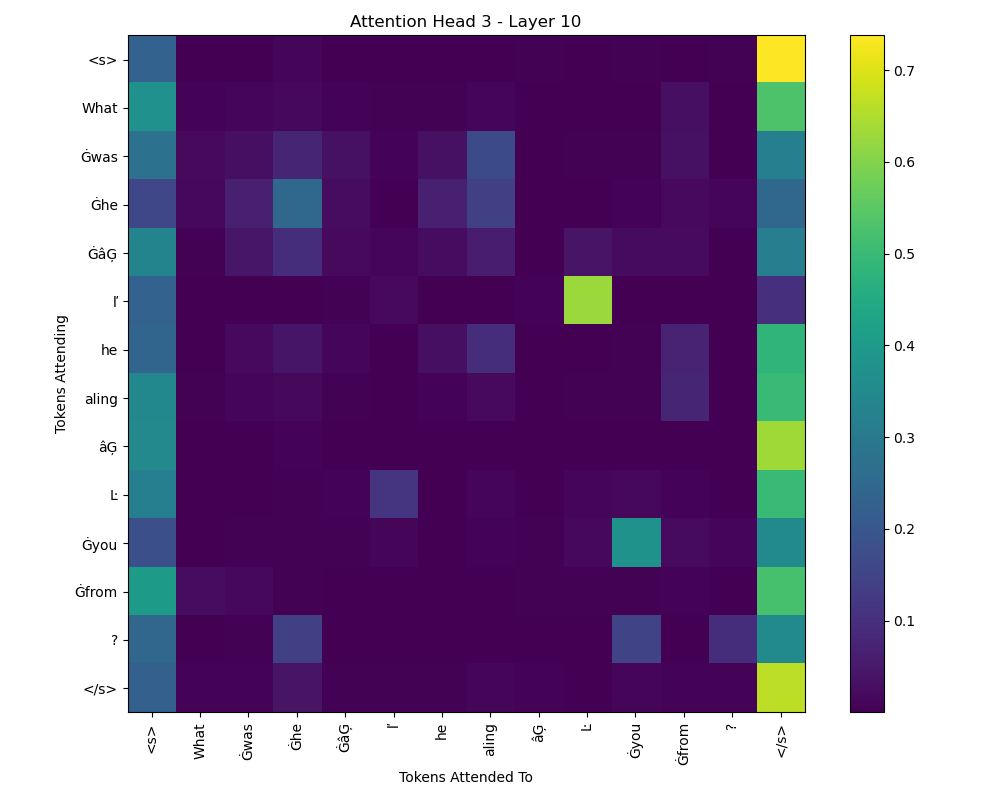 Attention Head 3 - Layer 10
<s>
What
Ġwas
Ġhe
ĠâĢ
ľ
he
aling
âĢ
Ŀ
Ġyou
Ġfrom
?
</s>
Tokens Attending
<s>
What
Ġwas
Ġhe
ĠâĢ
ľ
he
aling
âĢ
Ŀ
Ġyou
Ġfrom
?
</s>
Tokens Attended To
0.7
0.6
0.5
0.4
0.3
0.2
0.1